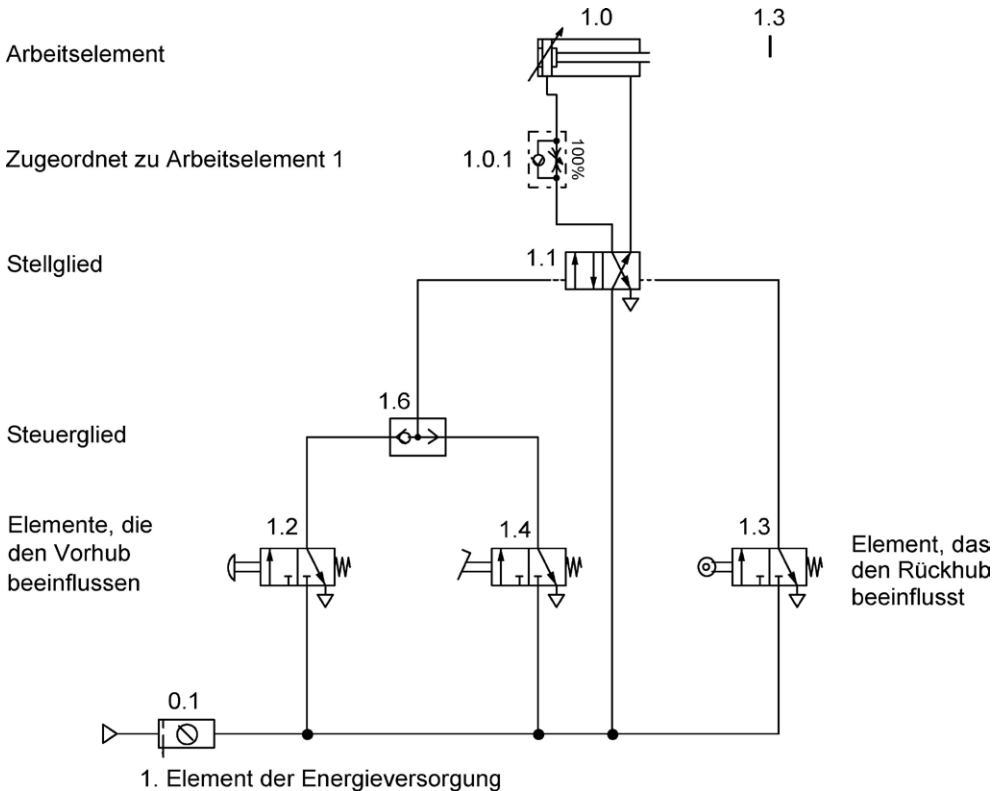 1.0
1.3
Arbeitselement
Zugeordnet zu Arbeitselement 1
1.0.1
100%
Stellglied
1.1
1.6
Steuerglied
Elemente, die
den Vorhub
beeinflussen
1.2
1.4
1.3
Element, das
den Rückhub
beeinflusst
0.1
1. Element der Energieversorgung